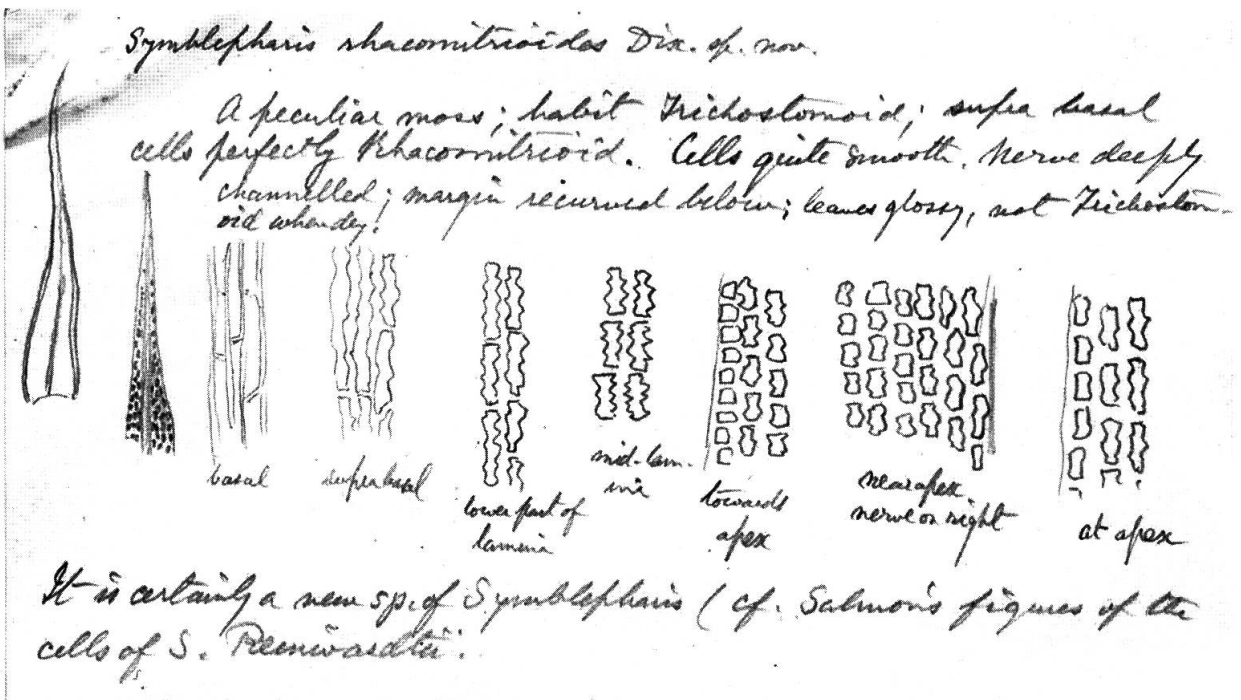 Symblepharis rhacomitrioides Dix. sp. nov.
A peculiar moss; habit Trichostomoid; supra basal
cells perfectly Rhacomitrioid. Cells quite smooth. Nerve deeply
channelled; margin recurved below; leaves glossy, not Trichostom-
oid when dry!
basal
suprabasal
lower part of
lamina
mid-lam-
ina
towards
apex
near apex
nerve on right
at apex
It is certainly a new sp. of Symblepharis (cf. Salmon's figures of the
cells of S. Reinwardtii.